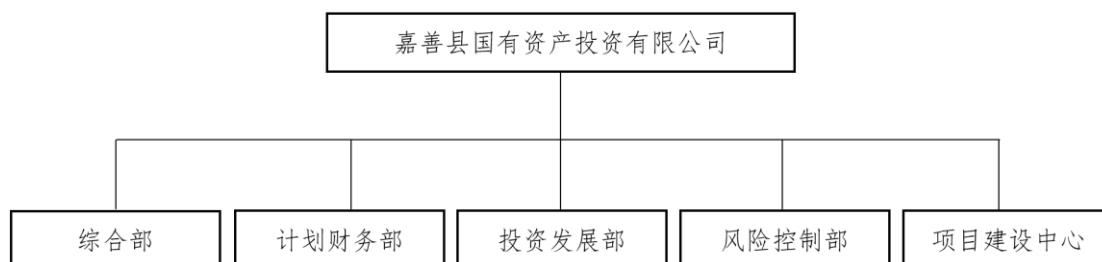 嘉善县国有资产投资有限公司
综合部
计划财务部
投资发展部
风险控制部
项目建设中心